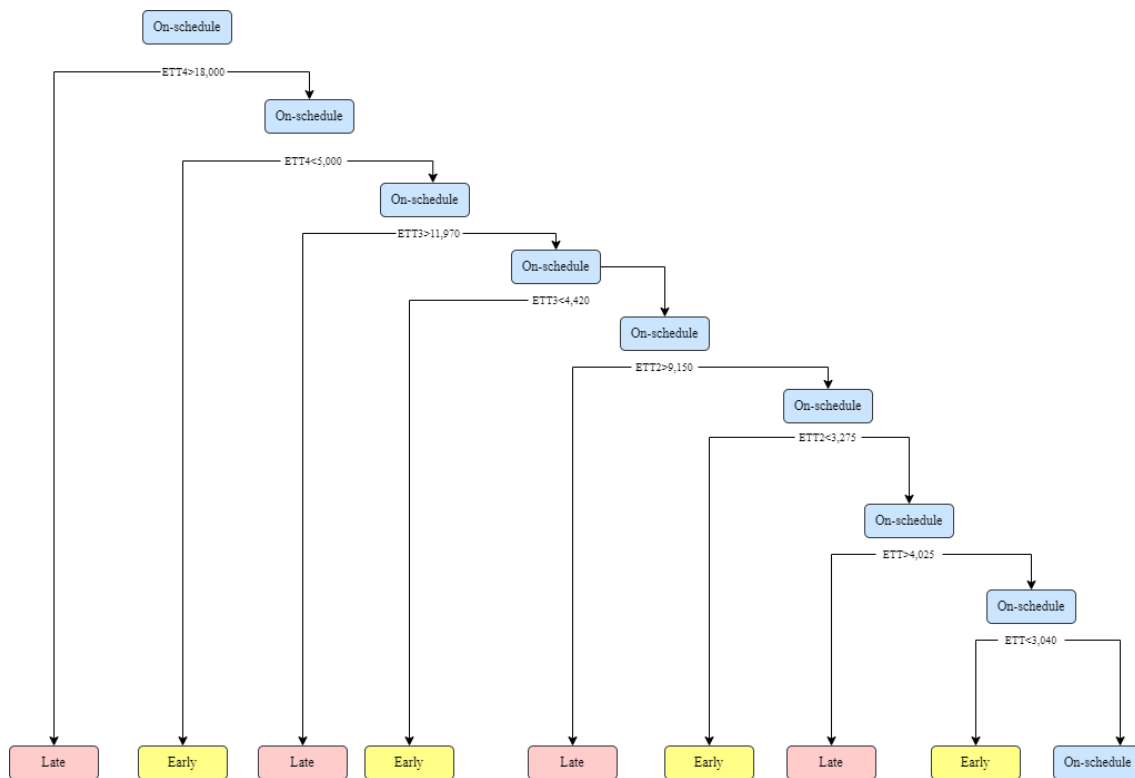 On-schedule
ETT4>18,000
On-schedule
ETT4<5,000
On-schedule
ETT3>11,970
On-schedule
ETT3<4,420
On-schedule
ETT2>9,150
On-schedule
ETT2<3,275
On-schedule
ETT>4,025
On-schedule
ETT<3,040
Late
Early
Late
Early
Late
Early
Late
Early
On-schedule